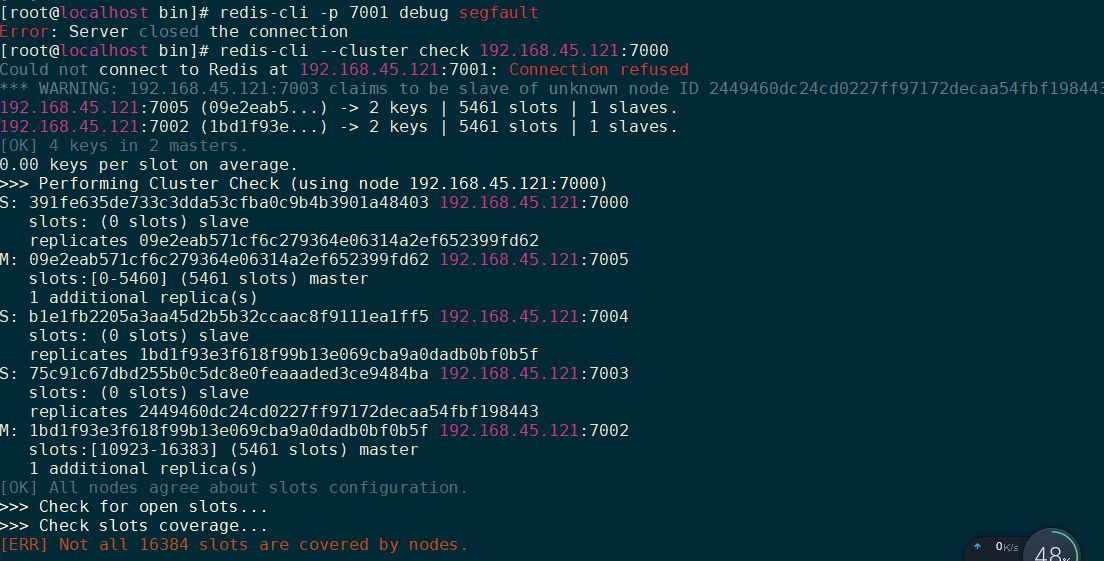 [root@localhost bin]# redis-cli -p 7001 debug segfault
Error: Server closed the connection
[root@localhost bin]# redis-cli --cluster check 192.168.45.121:7000
Could not connect to Redis at 192.168.45.121:7001: Connection refused
*** WARNING: 192.168.45.121:7003 claims to be slave of unknown node ID 2449460dc24cd0227ff97172decaa54fbf198443
192.168.45.121:7005 (09e2eab5...) -> 2 keys | 5461 slots | 1 slaves.
192.168.45.121:7002 (1bd1f93e...) -> 2 keys | 5461 slots | 1 slaves.
[OK] 4 keys in 2 masters.
0.00 keys per slot on average.
>>> Performing Cluster Check (using node 192.168.45.121:7000)
S: 391fe635de733c3dda53cfba0c9b4b3901a48403 192.168.45.121:7000
   slots: (0 slots) slave
   replicates 09e2eab571cf6c279364e06314a2ef652399fd62
M: 09e2eab571cf6c279364e06314a2ef652399fd62 192.168.45.121:7005
   slots:[0-5460] (5461 slots) master
   1 additional replica(s)
S: b1e1fb2205a3aa45d2b5b32ccaac8f9111ea1ff5 192.168.45.121:7004
   slots: (0 slots) slave
   replicates 1bd1f93e3f618f99b13e069cba9a0dadb0bf0b5f
S: 75c91c67dbd255b0c5dc8e0feaaaded3ce9484ba 192.168.45.121:7003
   slots: (0 slots) slave
   replicates 2449460dc24cd0227ff97172decaa54fbf198443
M: 1bd1f93e3f618f99b13e069cba9a0dadb0bf0b5f 192.168.45.121:7002
   slots:[10923-16383] (5461 slots) master
   1 additional replica(s)
[OK] All nodes agree about slots configuration.
>>> Check for open slots...
>>> Check slots coverage...
[ERR] Not all 16384 slots are covered by nodes.
0K/s
48%